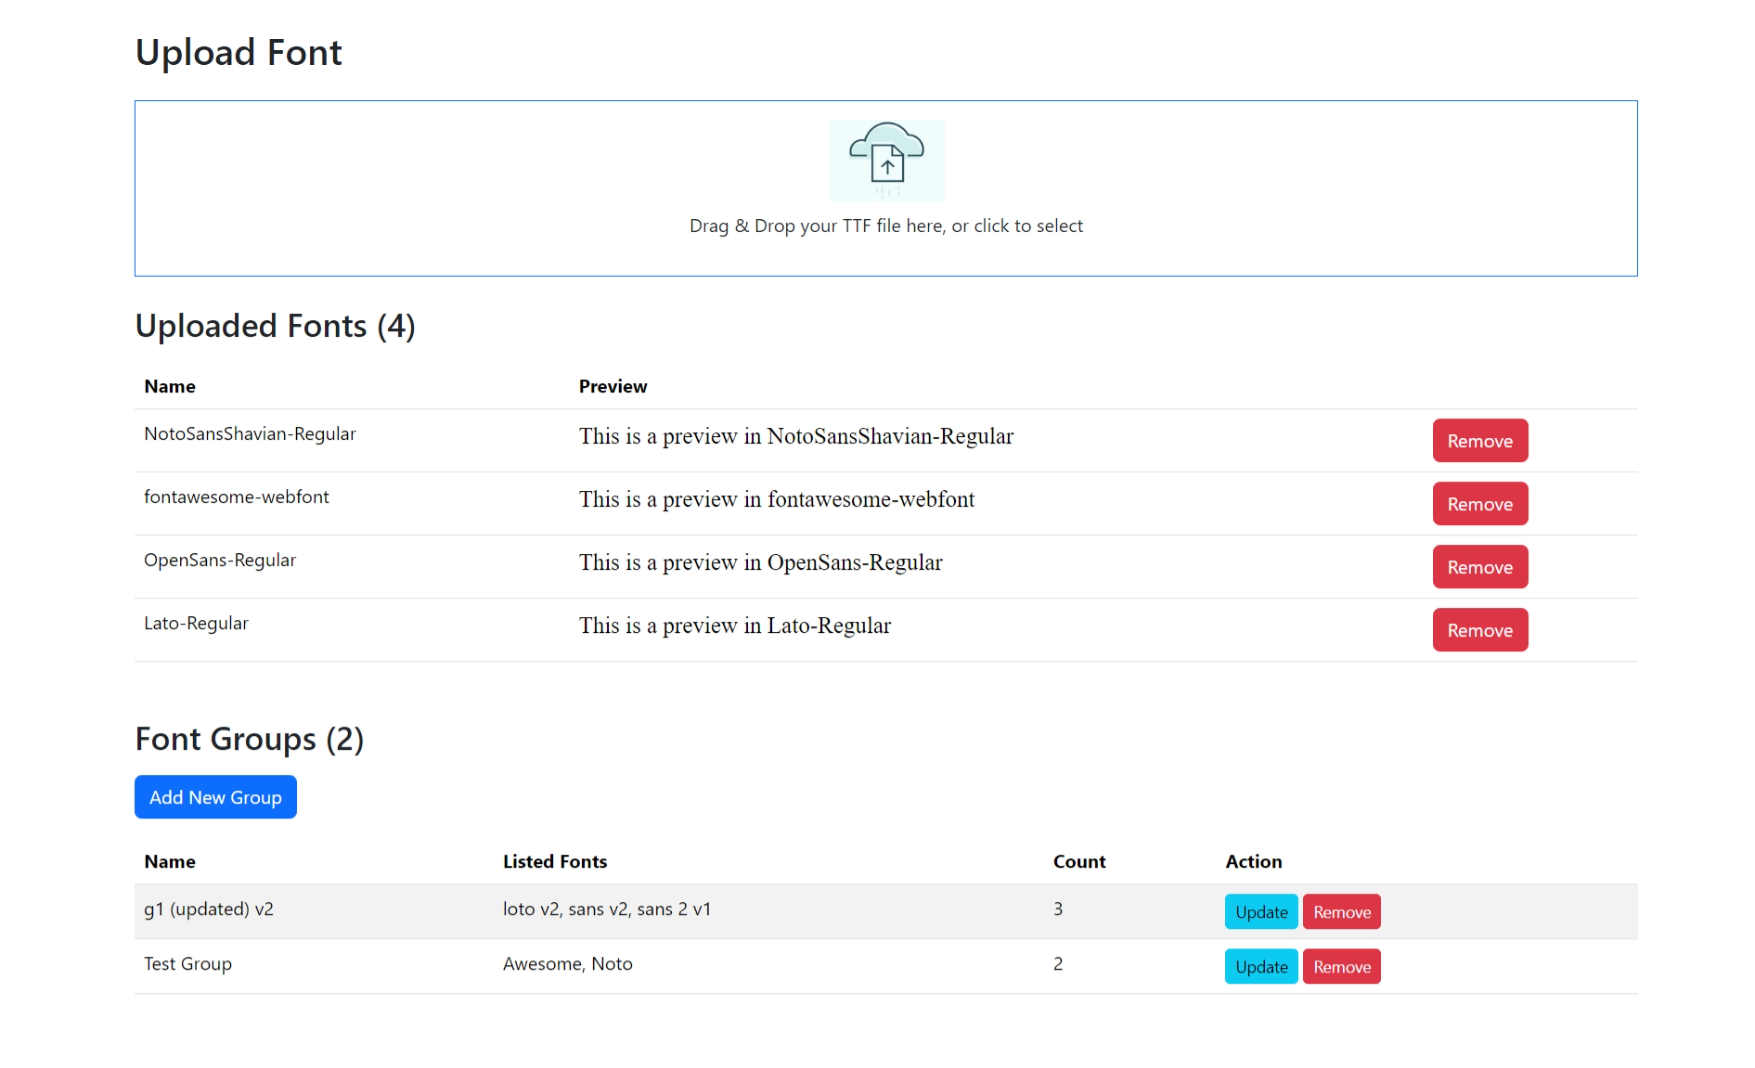 Upload Font
Drag & Drop your TTF file here, or click to select
Uploaded Fonts (4)
Name Preview
NotoSansShavian-Regular This is a preview in NotoSansShavian-Regular Remove
fontawesome-webfont This is a preview in fontawesome-webfont Remove
OpenSans-Regular This is a preview in OpenSans-Regular Remove
Lato-Regular This is a preview in Lato-Regular Remove
Font Groups (2)
Add New Group
Name Listed Fonts Count Action
g1 (updated) v2 loto v2, sans v2, sans 2 v1 3 Update Remove
Test Group Awesome, Noto 2 Update Remove